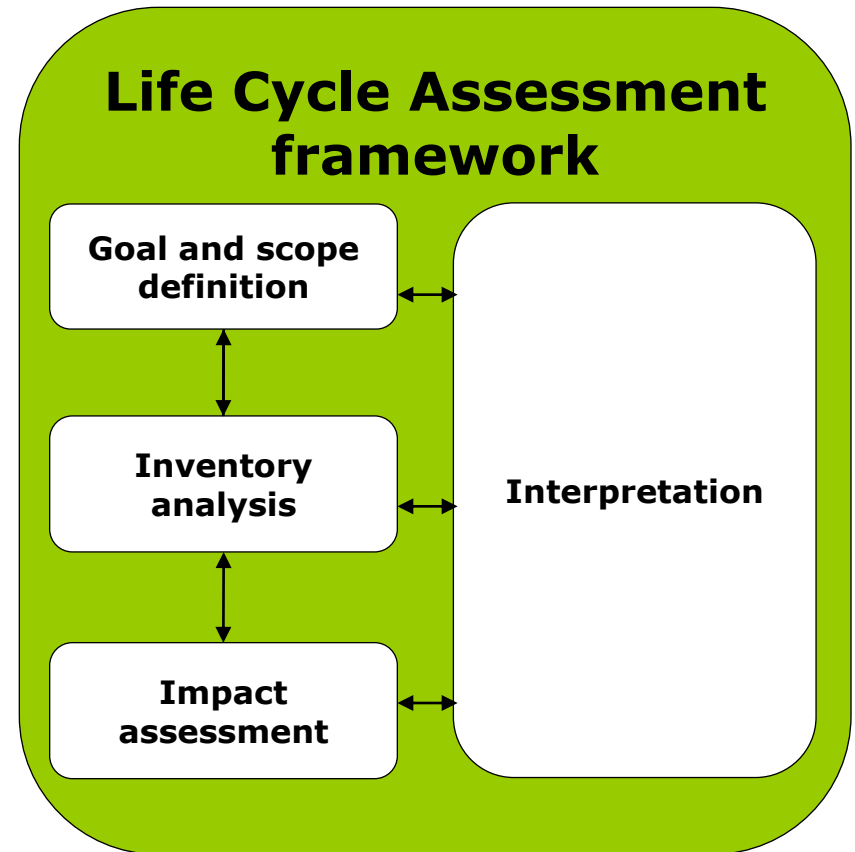 Life Cycle Assessment
framework
Goal and scope
definition
Inventory
analysis
Interpretation
Impact
assessment